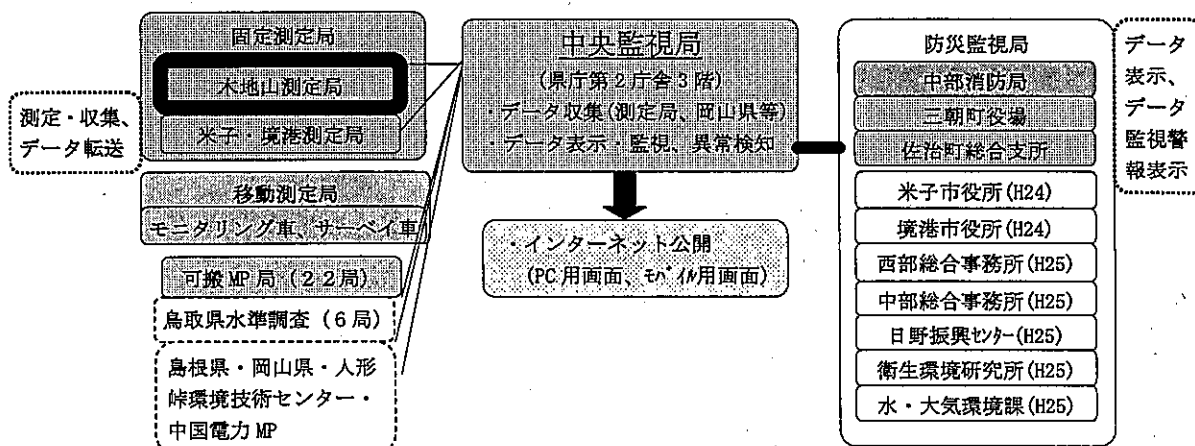 測定・収集、
データ転送
固定測定局
木地山測定局
米子・境港測定局
移動測定局
モニタリング車、サーベイ車
可搬MP局（２２局）
鳥取県水準調査（６局）
島根県・岡山県・人形
峠環境技術センター・
中国電力MP
中央監視局
(県庁第２庁舎３階)
・データ収集(測定局、岡山県等)
・データ表示・監視、異常検知
・インターネット公開
(PC用画面、ﾓﾊﾞｲﾙ用画面)
防災監視局
中部消防局
三朝町役場
佐治町総合支所
米子市役所(H24)
境港市役所(H24)
西部総合事務所(H25)
中部総合事務所(H25)
日野振興ｾﾝﾀｰ(H25)
衛生環境研究所(H25)
水・大気環境課(H25)
データ
表示、
データ
監視警
報表示